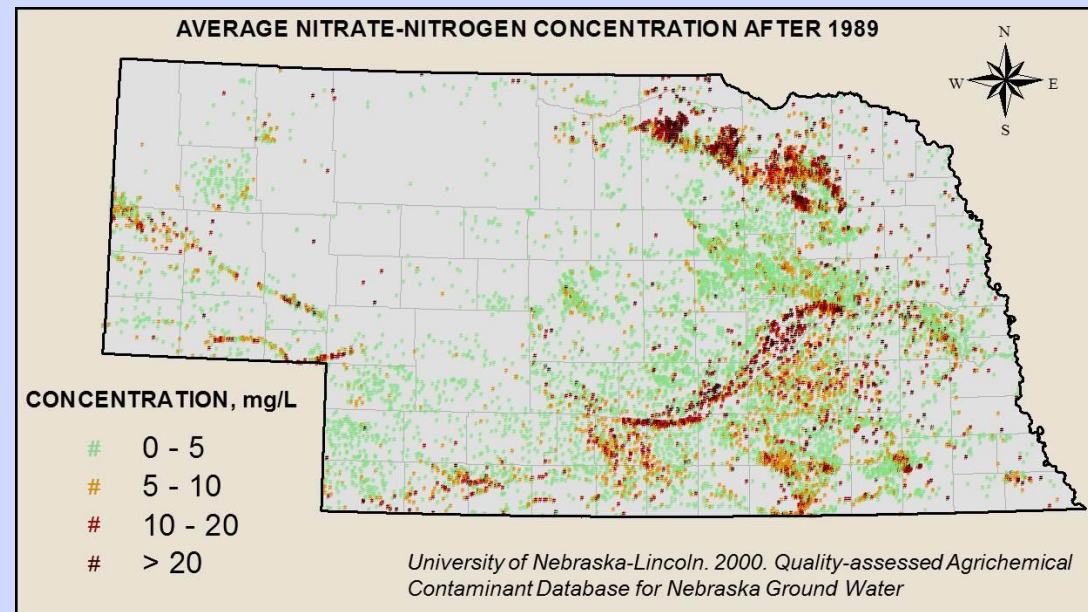 AVERAGE NITRATE-NITROGEN CONCENTRATION AFTER 1989
N
W E
S
CONCENTRATION, mg/L
# 0 - 5
# 5 - 10
# 10 - 20
# > 20
University of Nebraska-Lincoln. 2000. Quality-assessed Agrichemical
Contaminant Database for Nebraska Ground Water